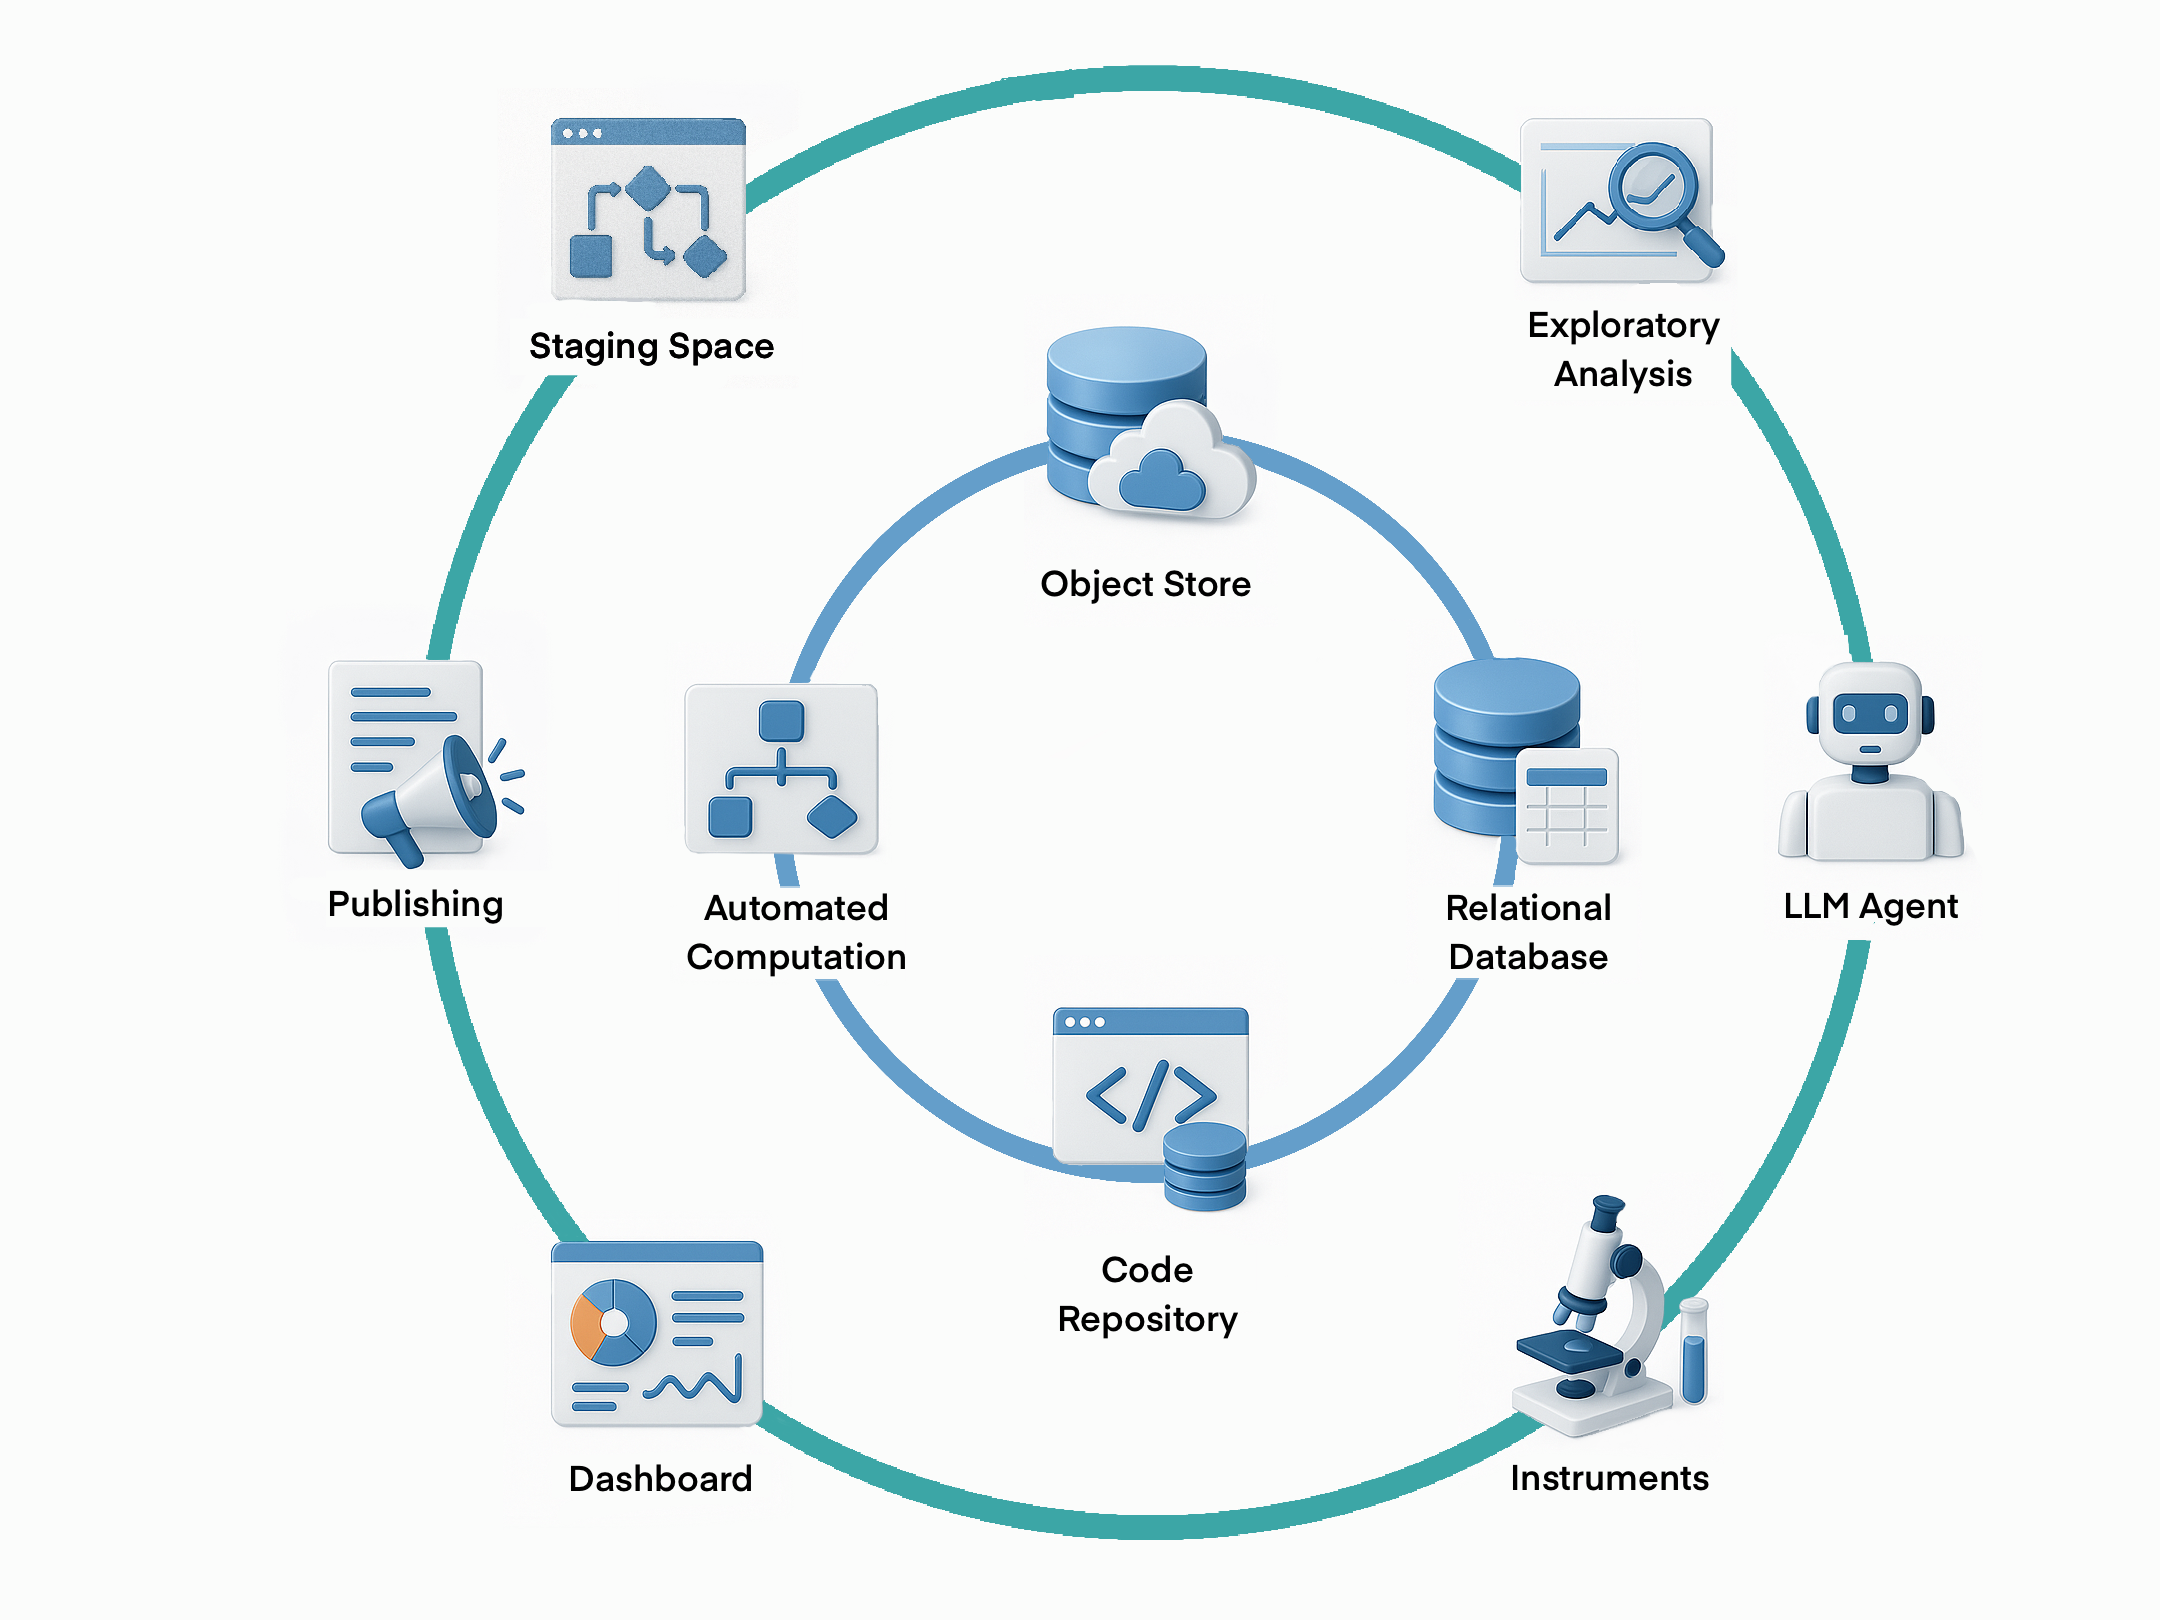 Staging Space
Exploratory
Analysis
Object Store
Publishing
Automated
Computation
Relational
Database
LLM Agent
</>
Code
Repository
Dashboard
Instruments